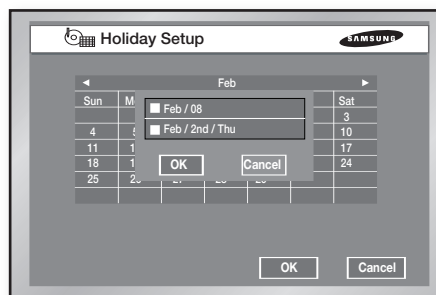 Holiday Setup
SAMSUNG
Feb
Sun
Sat
3
4
10
11
17
18
24
25
Feb / 08
Feb / 2nd / Thu
OK
Cancel
OK
Cancel